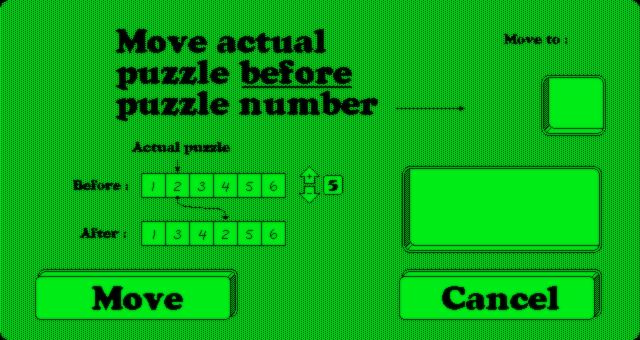 Move actual
puzzle before
puzzle number
Move to :
Actual puzzle
Before : 1 2 3 4 5 6
+
5
-
After : 1 3 4 2 5 6
Move
Cancel